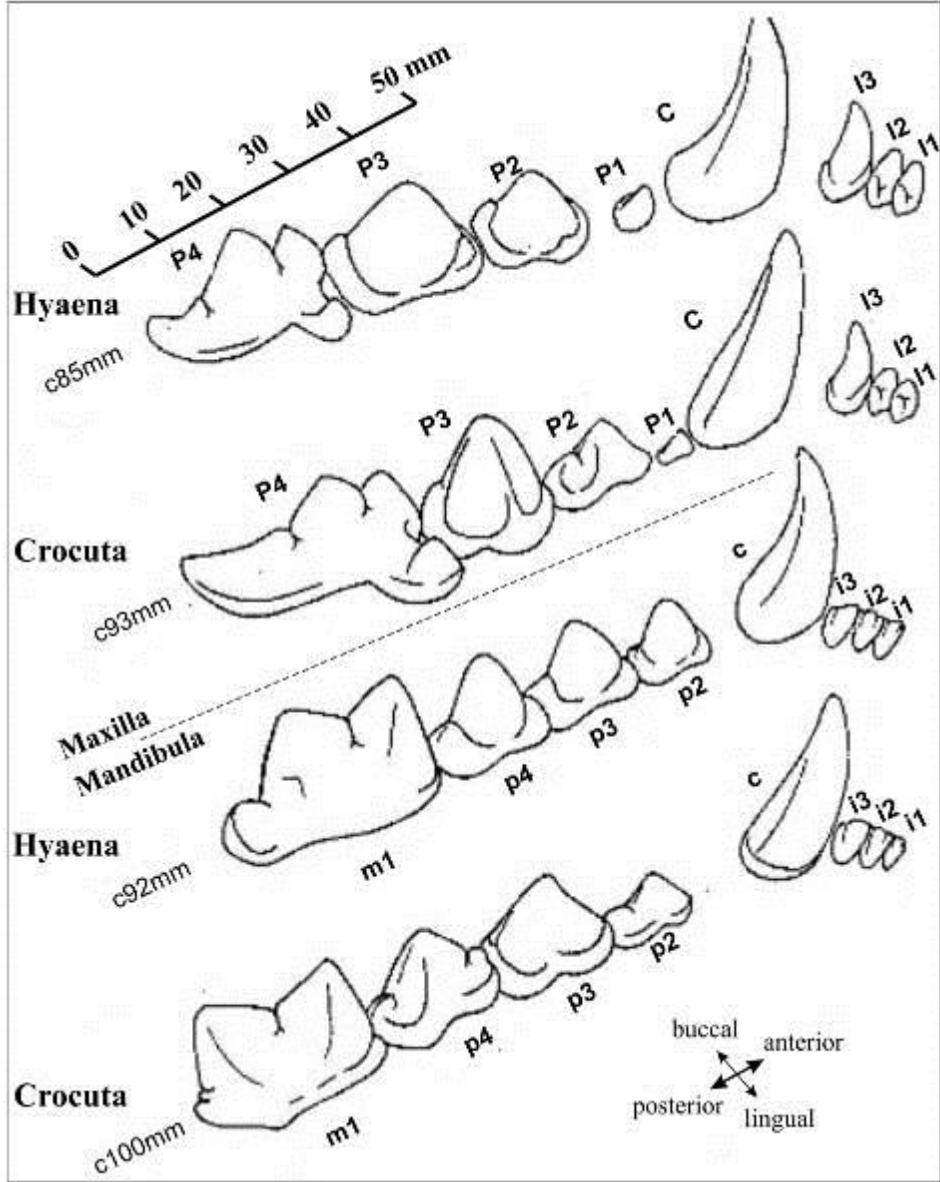 0 10 20 30 40 50 mm
P4 P3 P2 P1 C I3 I2 I1
Hyaena
c85mm
P4 P3 P2 P1 C I3 I2 I1
Crocuta
c93mm
Maxilla
Mandibula
m1 p4 p3 p2 c i3 i2 i1
Hyaena
c92mm
m1 p4 p3 p2 c i3 i2 i1
Crocuta
c100mm
buccal
anterior
posterior
lingual